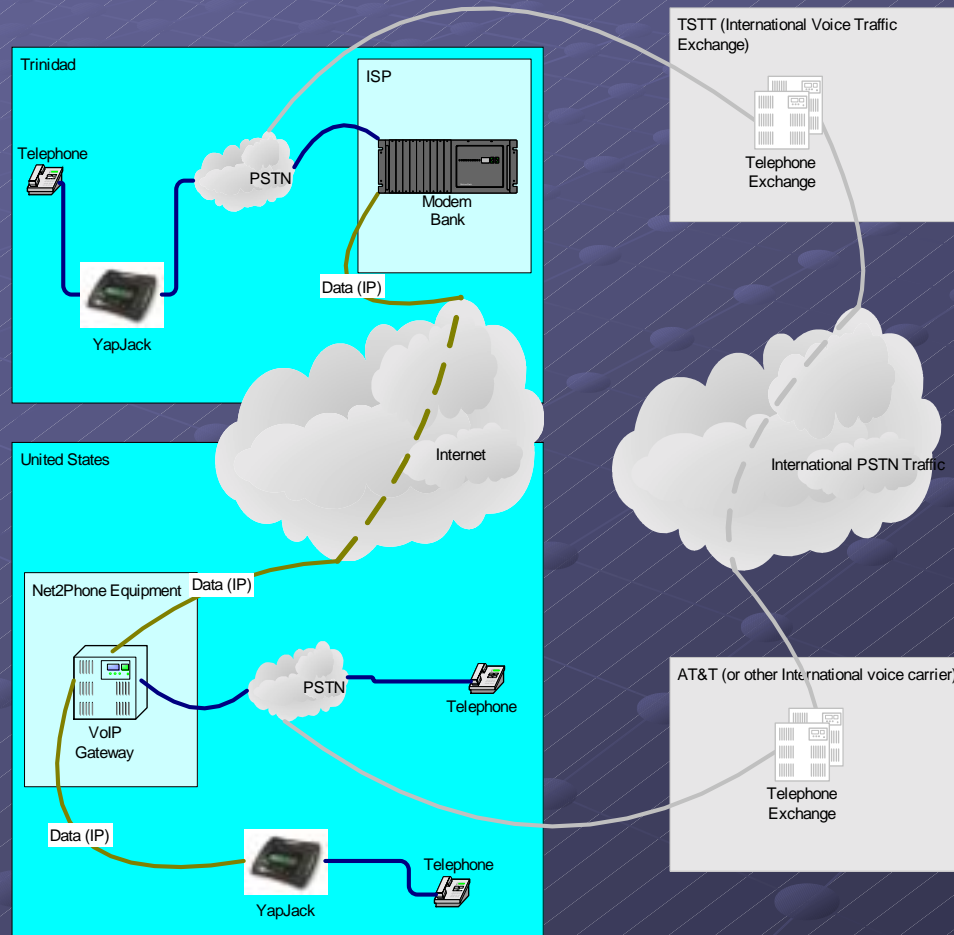 TSTT (International Voice Traffic
Exchange)
Trinidad
ISP
Telephone
PSTN
Telephone
Exchange
Modem
Bank
Data (IP)
YapJack
United States
Internet
International PSTN Traffic
Net2Phone Equipment
Data (IP)
PSTN
AT&T (or other International voice carrier)
Telephone
VoIP
Gateway
Telephone
Exchange
Data (IP)
Telephone
YapJack